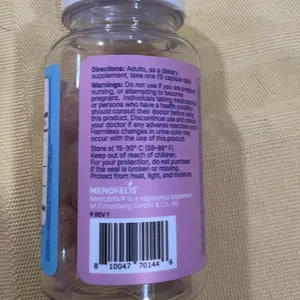 Directions: Adults, as a dietary
supplement, take one (1) capsule daily.
Warnings: Do not use if you are pregnant,
nursing, or attempting to become
pregnant. Individuals taking medications
or persons who have a health condition
should consult their doctor before using
this product. Discontinue use and consult
your doctor if any adverse reactions occur.
Harmless changes in urine color may
occur with the use of this product.
Store at 15-30° C (59-86° F).
Keep out of reach of children.
For your protection, do not purchase
if the seal is broken or missing.
Protect from heat, light, and moisture.
MENOFELIS
Menofelis® is a registered trademark
of Finzelberg GmbH & Co. KG
P. REV 1
8 10047 70144 6